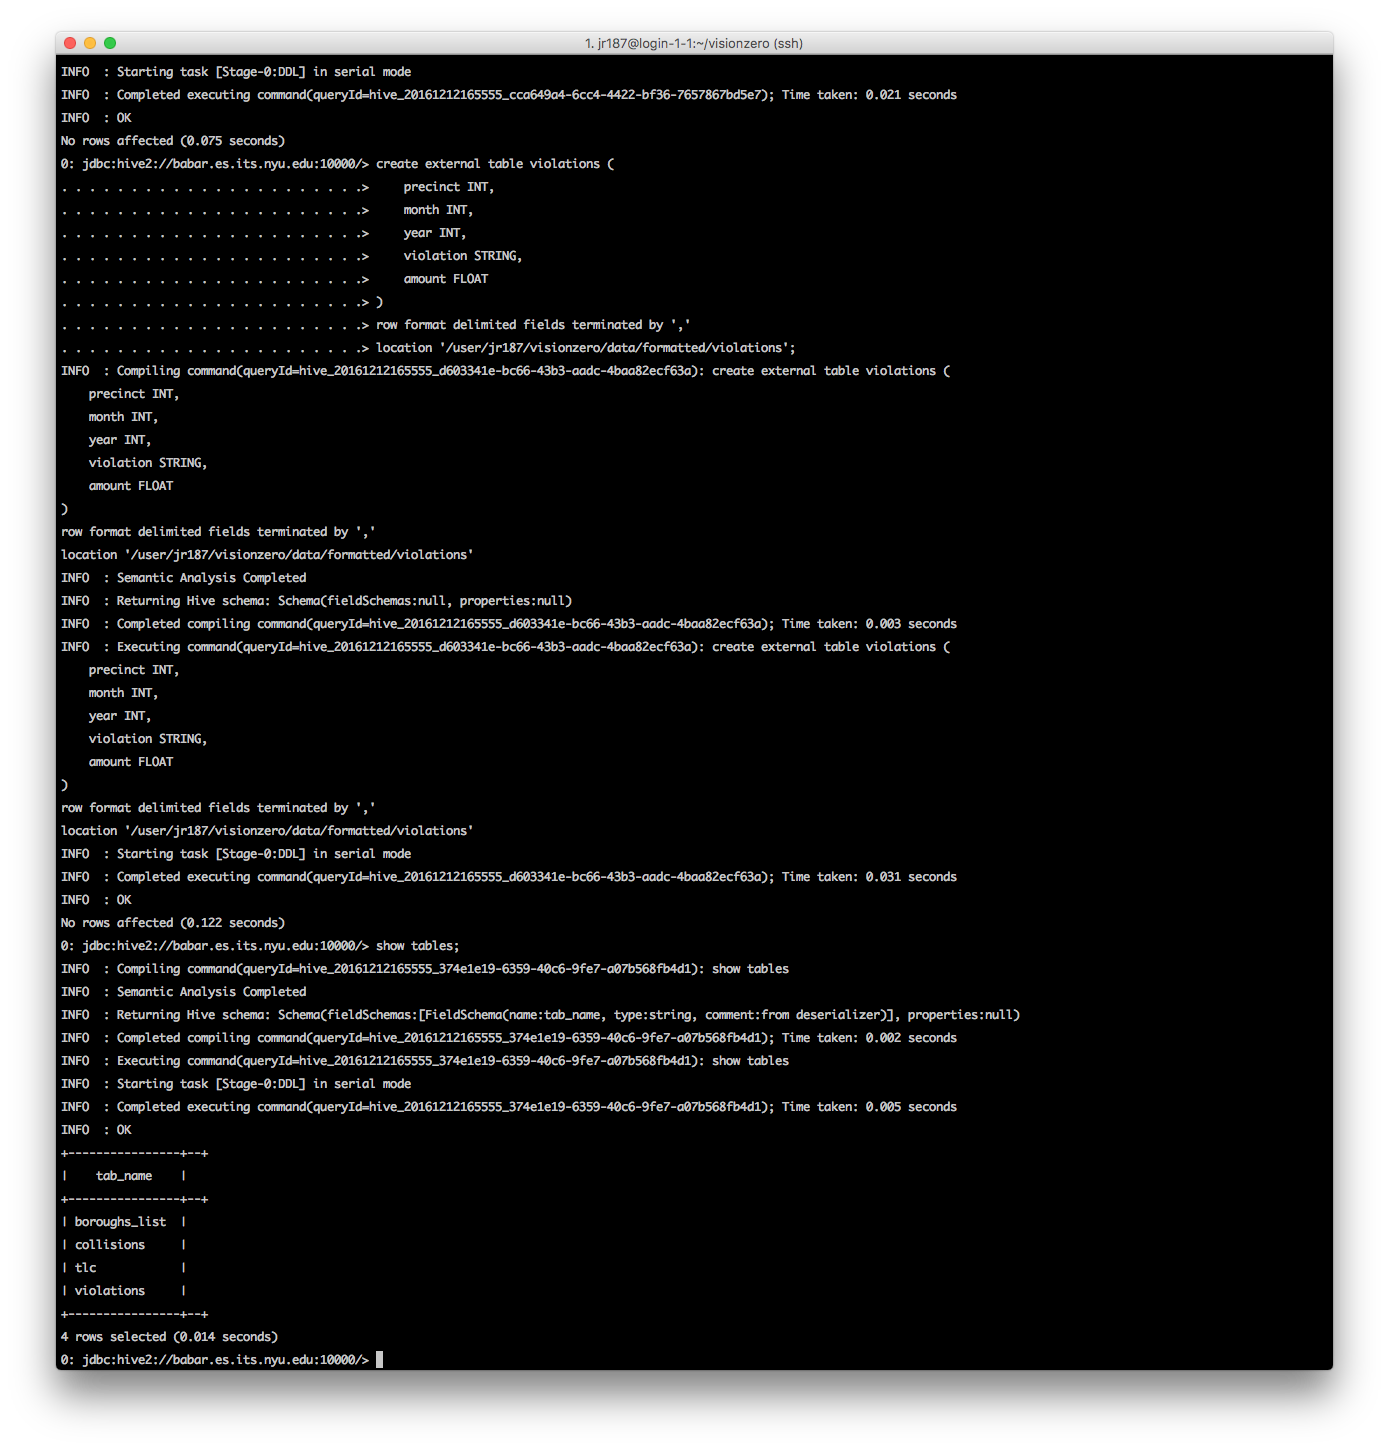 1. jr187@login-1-1:~/visionzero (ssh)
INFO  : Starting task [Stage-0:DDL] in serial mode
INFO  : Completed executing command(queryId=hive_20161212165555_cca649a4-6cc4-4422-bf36-7657867bd5e7); Time taken: 0.021 seconds
INFO  : OK
No rows affected (0.075 seconds)
0: jdbc:hive2://babar.es.its.nyu.edu:10000/> create external table violations (
. . . . . . . . . . . . . . . . . . . . . .>     precinct INT,
. . . . . . . . . . . . . . . . . . . . . .>     month INT,
. . . . . . . . . . . . . . . . . . . . . .>     year INT,
. . . . . . . . . . . . . . . . . . . . . .>     violation STRING,
. . . . . . . . . . . . . . . . . . . . . .>     amount FLOAT
. . . . . . . . . . . . . . . . . . . . . .> )
. . . . . . . . . . . . . . . . . . . . . .> row format delimited fields terminated by ','
. . . . . . . . . . . . . . . . . . . . . .> location '/user/jr187/visionzero/data/formatted/violations';
INFO  : Compiling command(queryId=hive_20161212165555_d603341e-bc66-43b3-aadc-4baa82ecf63a): create external table violations (
    precinct INT,
    month INT,
    year INT,
    violation STRING,
    amount FLOAT
)
row format delimited fields terminated by ','
location '/user/jr187/visionzero/data/formatted/violations'
INFO  : Semantic Analysis Completed
INFO  : Returning Hive schema: Schema(fieldSchemas:null, properties:null)
INFO  : Completed compiling command(queryId=hive_20161212165555_d603341e-bc66-43b3-aadc-4baa82ecf63a); Time taken: 0.003 seconds
INFO  : Executing command(queryId=hive_20161212165555_d603341e-bc66-43b3-aadc-4baa82ecf63a): create external table violations (
    precinct INT,
    month INT,
    year INT,
    violation STRING,
    amount FLOAT
)
row format delimited fields terminated by ','
location '/user/jr187/visionzero/data/formatted/violations'
INFO  : Starting task [Stage-0:DDL] in serial mode
INFO  : Completed executing command(queryId=hive_20161212165555_d603341e-bc66-43b3-aadc-4baa82ecf63a); Time taken: 0.031 seconds
INFO  : OK
No rows affected (0.122 seconds)
0: jdbc:hive2://babar.es.its.nyu.edu:10000/> show tables;
INFO  : Compiling command(queryId=hive_20161212165555_374e1e19-6359-40c6-9fe7-a07b568fb4d1): show tables
INFO  : Semantic Analysis Completed
INFO  : Returning Hive schema: Schema(fieldSchemas:[FieldSchema(name:tab_name, type:string, comment:from deserializer)], properties:null)
INFO  : Completed compiling command(queryId=hive_20161212165555_374e1e19-6359-40c6-9fe7-a07b568fb4d1); Time taken: 0.002 seconds
INFO  : Executing command(queryId=hive_20161212165555_374e1e19-6359-40c6-9fe7-a07b568fb4d1): show tables
INFO  : Starting task [Stage-0:DDL] in serial mode
INFO  : Completed executing command(queryId=hive_20161212165555_374e1e19-6359-40c6-9fe7-a07b568fb4d1); Time taken: 0.005 seconds
INFO  : OK
+----------------+--+
|    tab_name    |
+----------------+--+
| boroughs_list  |
| collisions     |
| tlc            |
| violations     |
+----------------+--+
4 rows selected (0.014 seconds)
0: jdbc:hive2://babar.es.its.nyu.edu:10000/>